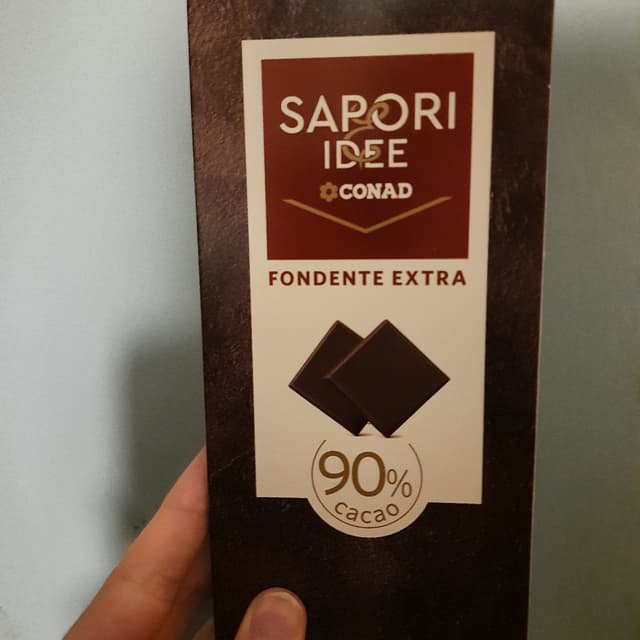 SAPORI
&
IDEE
CONAD
FONDENTE EXTRA
90%
cacao